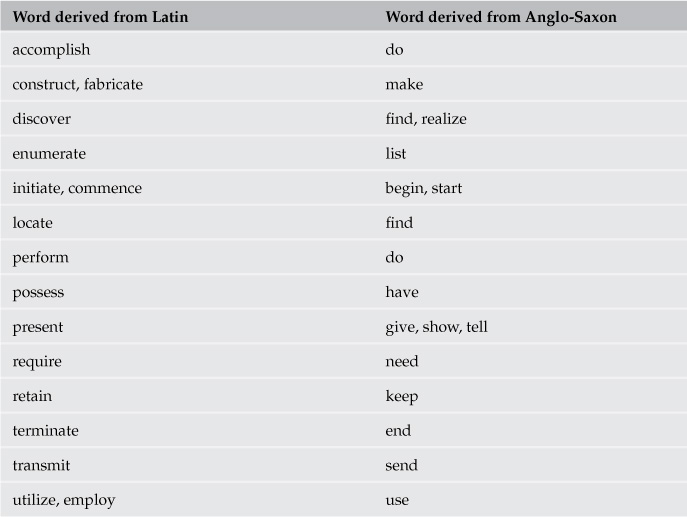 Word derived from Latin Word derived from Anglo-Saxon
accomplish do
construct, fabricate make
discover find, realize
enumerate list
initiate, commence begin, start
locate find
perform do
possess have
present give, show, tell
require need
retain keep
terminate end
transmit send
utilize, employ use